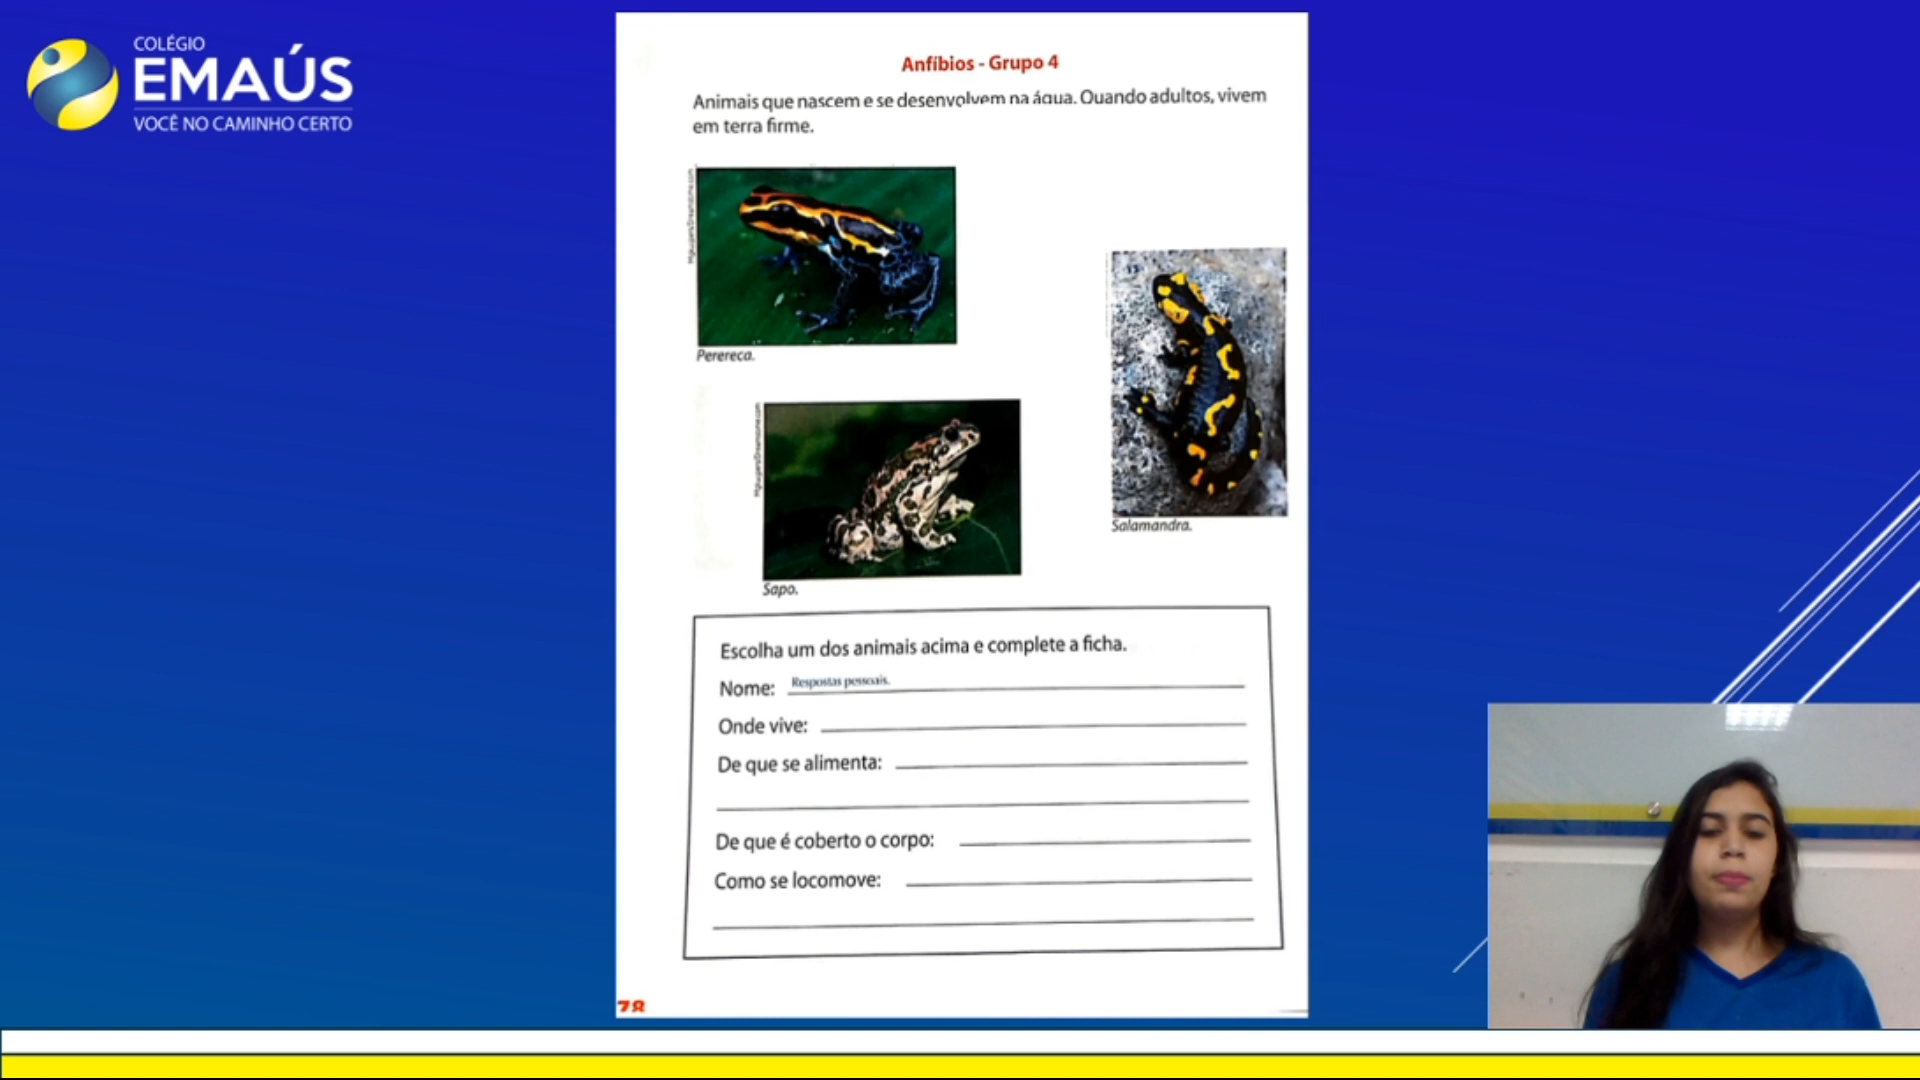 COLÉGIO
EMAÚS
VOCÊ NO CAMINHO CERTO
Anfíbios - Grupo 4
Animais que nascem e se desenvolvem na água. Quando adultos, vivem
em terra firme.
Perereca.
Salamandra.
Sapo.
Escolha um dos animais acima e complete a ficha.
Nome: Respostas pessoais.
Onde vive:
De que se alimenta:
De que é coberto o corpo:
Como se locomove:
78